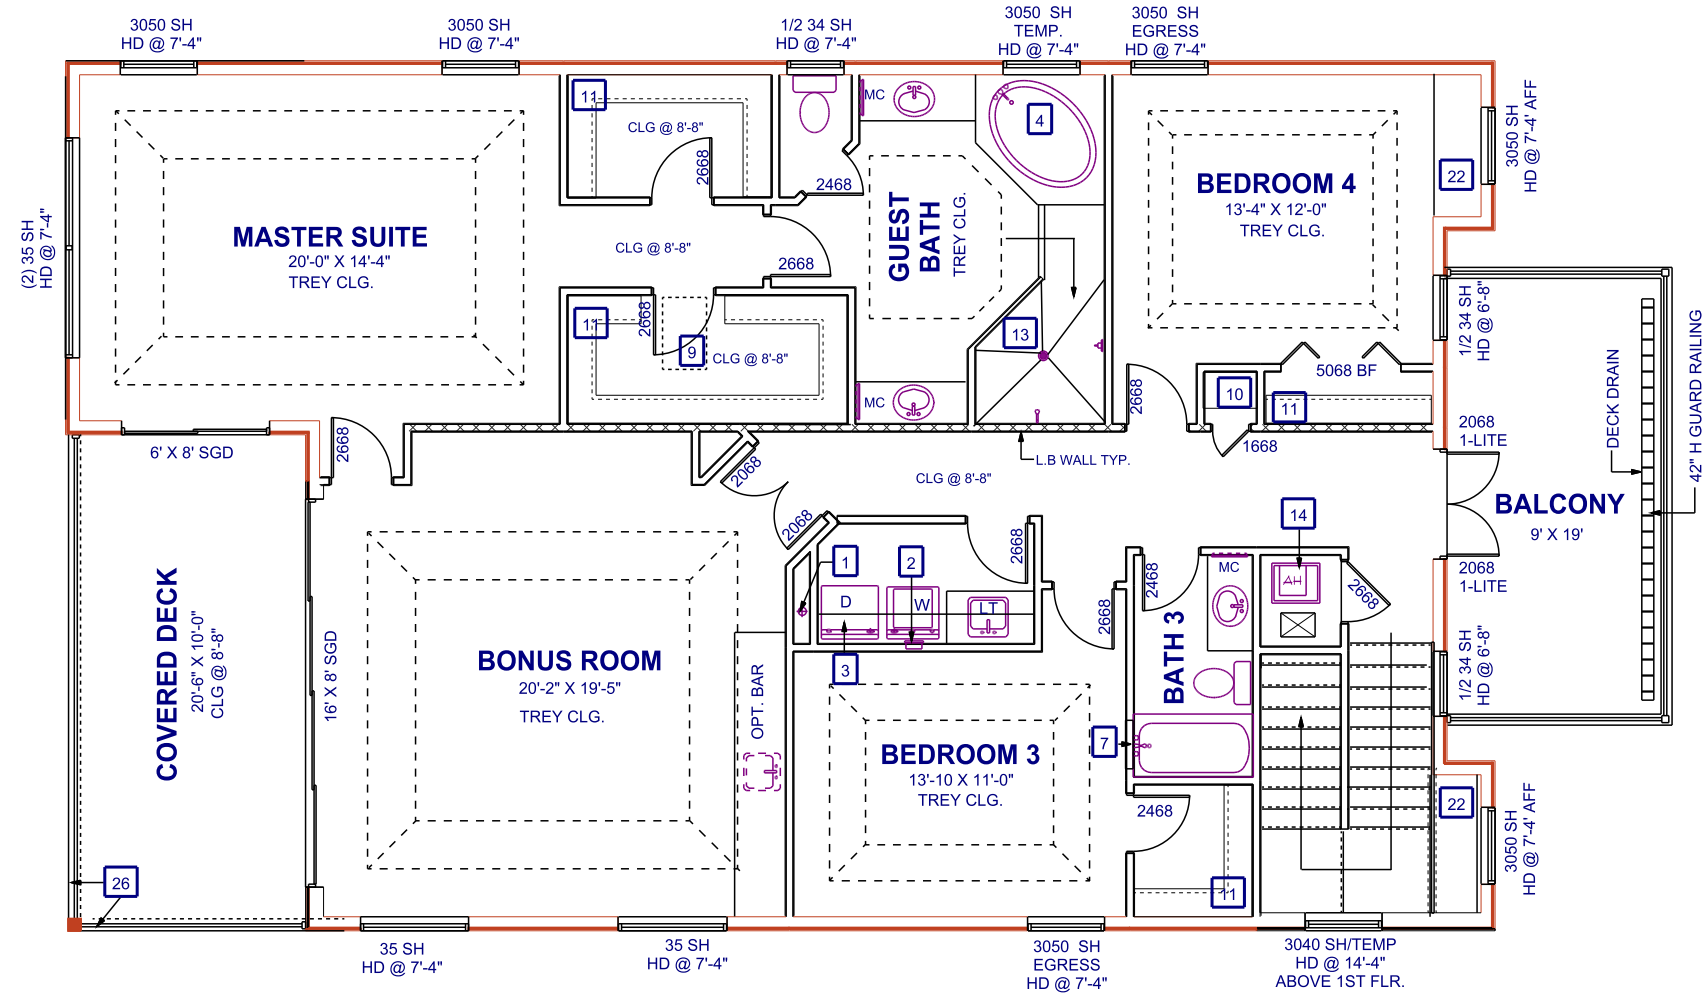 3050 SH
HD @ 7'-4"
3050 SH
HD @ 7'-4"
1/2 34 SH
HD @ 7'-4"
3050 SH
TEMP.
HD @ 7'-4"
3050 SH
EGRESS
HD @ 7'-4"
(2) 35 SH
HD @ 7'-4"
MASTER SUITE
20'-0" X 14'-4"
TREY CLG.
11
CLG @ 8'-8"
2668
CLG @ 8'-8"
2668
11
2668
9
CLG @ 8'-8"
2468
MC
4
GUEST
BATH
TREY CLG.
13
MC
BEDROOM 4
13'-4" X 12'-0"
TREY CLG.
22
3050 SH
HD @ 7'-4' AFF
1/2 34 SH
HD @ 6'-8"
2668
10
11
5068 BF
1668
2068
1-LITE
DECK DRAIN
42" H GUARD RAILING
BALCONY
9' X 19'
2068
1-LITE
1/2 34 SH
HD @ 6'-8"
6' X 8' SGD
2668
2068
2068
L.B WALL TYP.
CLG @ 8'-8"
COVERED DECK
20'-6" X 10'-0"
CLG @ 8'-8"
16' X 8' SGD
26
BONUS ROOM
20'-2" X 19'-5"
TREY CLG.
OPT. BAR
1
2
D
W
LT
3
2668
2668
BEDROOM 3
13'-10 X 11'-0"
TREY CLG.
2468
BATH 3
MC
7
2468
11
14
AH
2668
22
3050 SH
HD @ 7'-4' AFF
35 SH
HD @ 7'-4"
35 SH
HD @ 7'-4"
3050 SH
EGRESS
HD @ 7'-4"
3040 SH/TEMP
HD @ 14'-4"
ABOVE 1ST FLR.